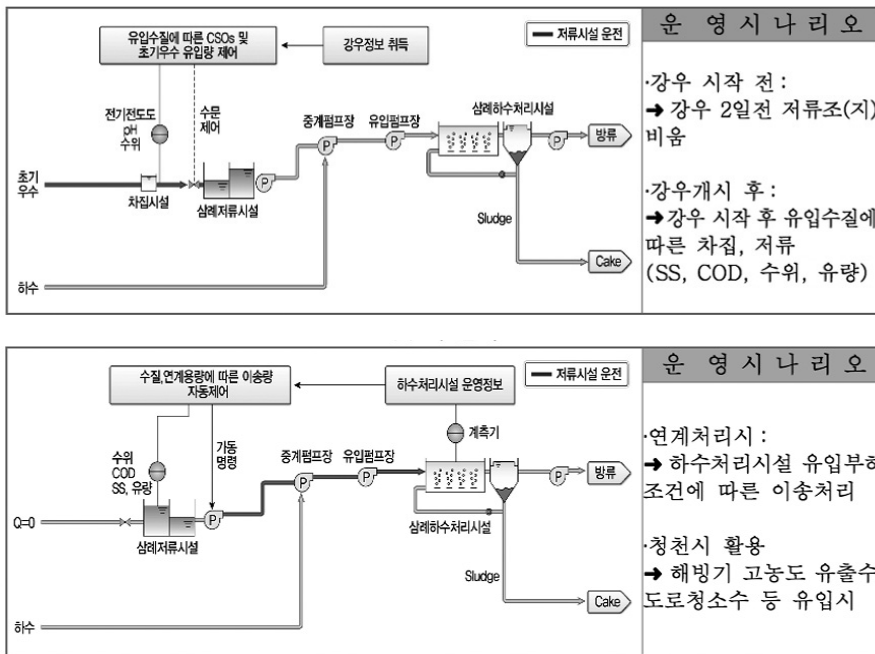 유입수질에 따른 CSOs 및
초기우수 유입량 제어
강우정보 취득
저류시설 운전
전기전도도
pH
수위
수문
제어
중계펌프장
유입펌프장
삼례하수처리시설
P
P
P
P
방류
초기
우수
차집시설
삼례저류시설
Sludge
Cake
하수
운 영 시 나 리 오
·강우 시작 전 :
➔ 강우 2일전 저류조(지)
비움
·강우개시 후 :
➔강우 시작 후 유입수질에
따른 차집, 저류
(SS, COD, 수위, 유량)
수질,연계용량에 따른 이송량
자동제어
하수처리시설 운영정보
저류시설 운전
수위
COD
SS, 유량
가동
명령
중계펌프장
유입펌프장
계측기
P
P
P
P
방류
Q=0
삼례저류시설
삼례하수처리시설
Sludge
Cake
하수
운 영 시 나 리 오
·연계처리시 :
➔ 하수처리시설 유입부하
조건에 따른 이송처리
·청천시 활용
➔ 해빙기 고농도 유출수
도로청소수 등 유입시